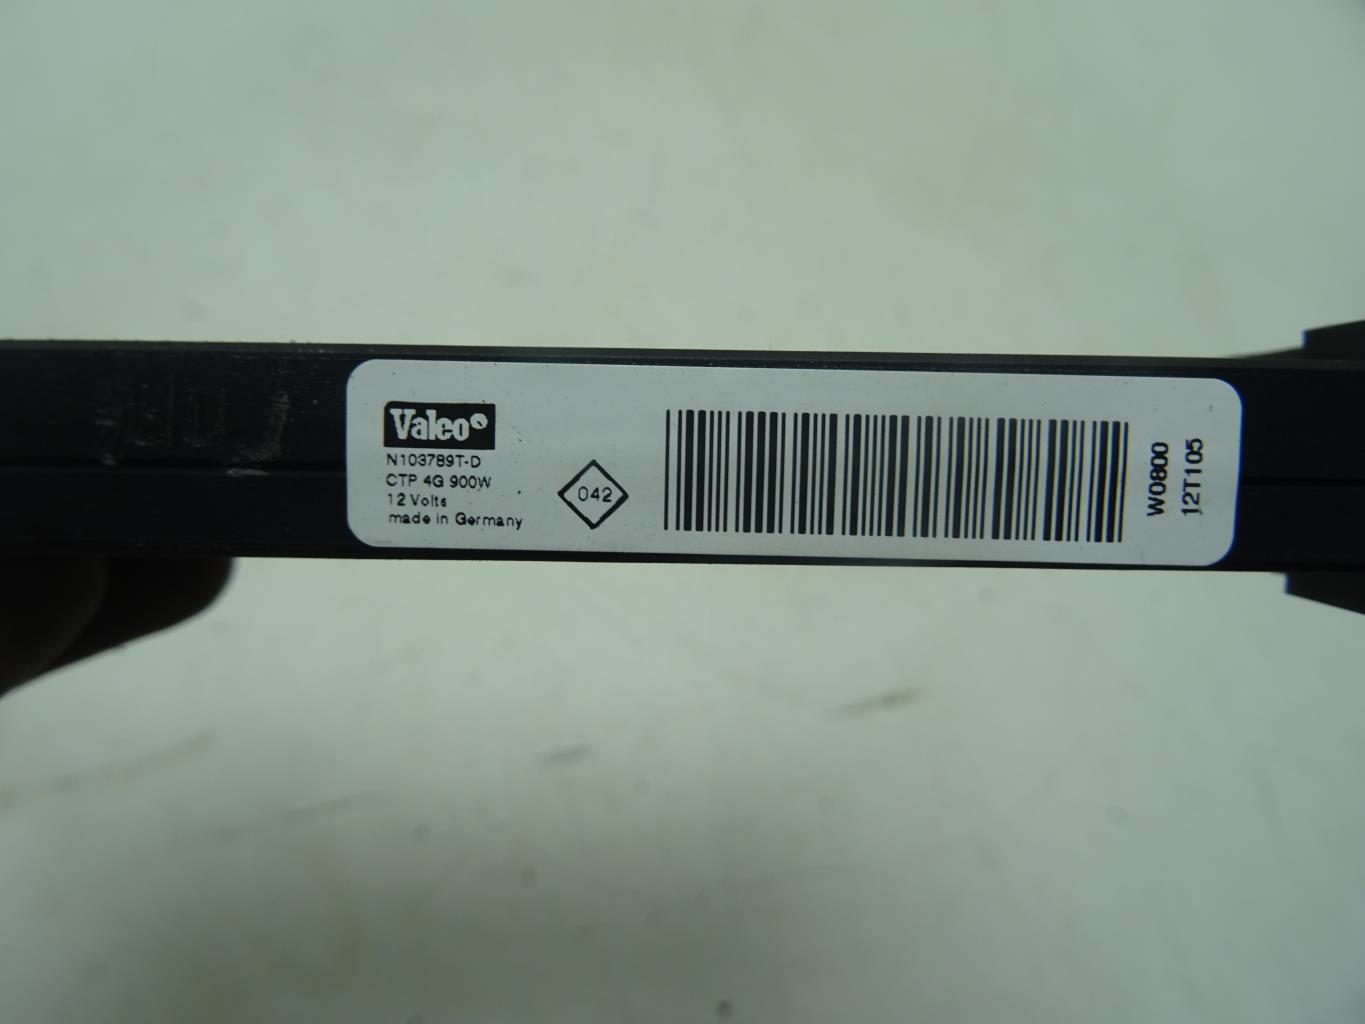 Valeo
N103789T-D
CTP 4G 900W
12 Volts
made in Germany
042
W0800
12T105